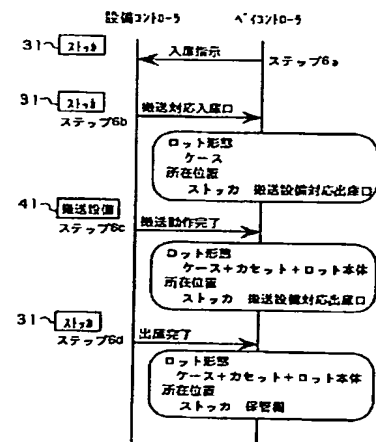 設備コントローラ ベイコントローラ
31 ストッカ 入庫指示 ステップ6a
31 ストッカ 搬送対応入庫口
ステップ6b
ロット形態
ケース
所在位置
ストッカ 搬送設備対応出庫口
41 搬送設備 搬送動作完了
ステップ6c
ロット形態
ケース+カセット+ロット本体
所在位置
ストッカ 搬送設備対応出庫口
31 ストッカ 出庫完了
ステップ6d
ロット形態
ケース+カセット+ロット本体
所在位置
ストッカ 保管棚